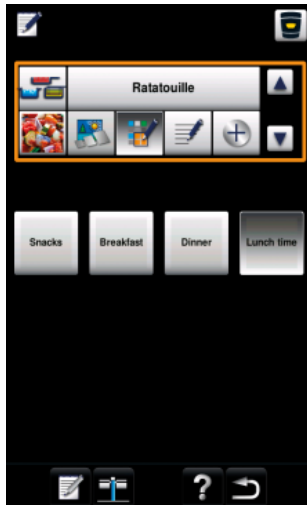 Ratatouille
Snacks
Breakfast
Dinner
Lunch time
?